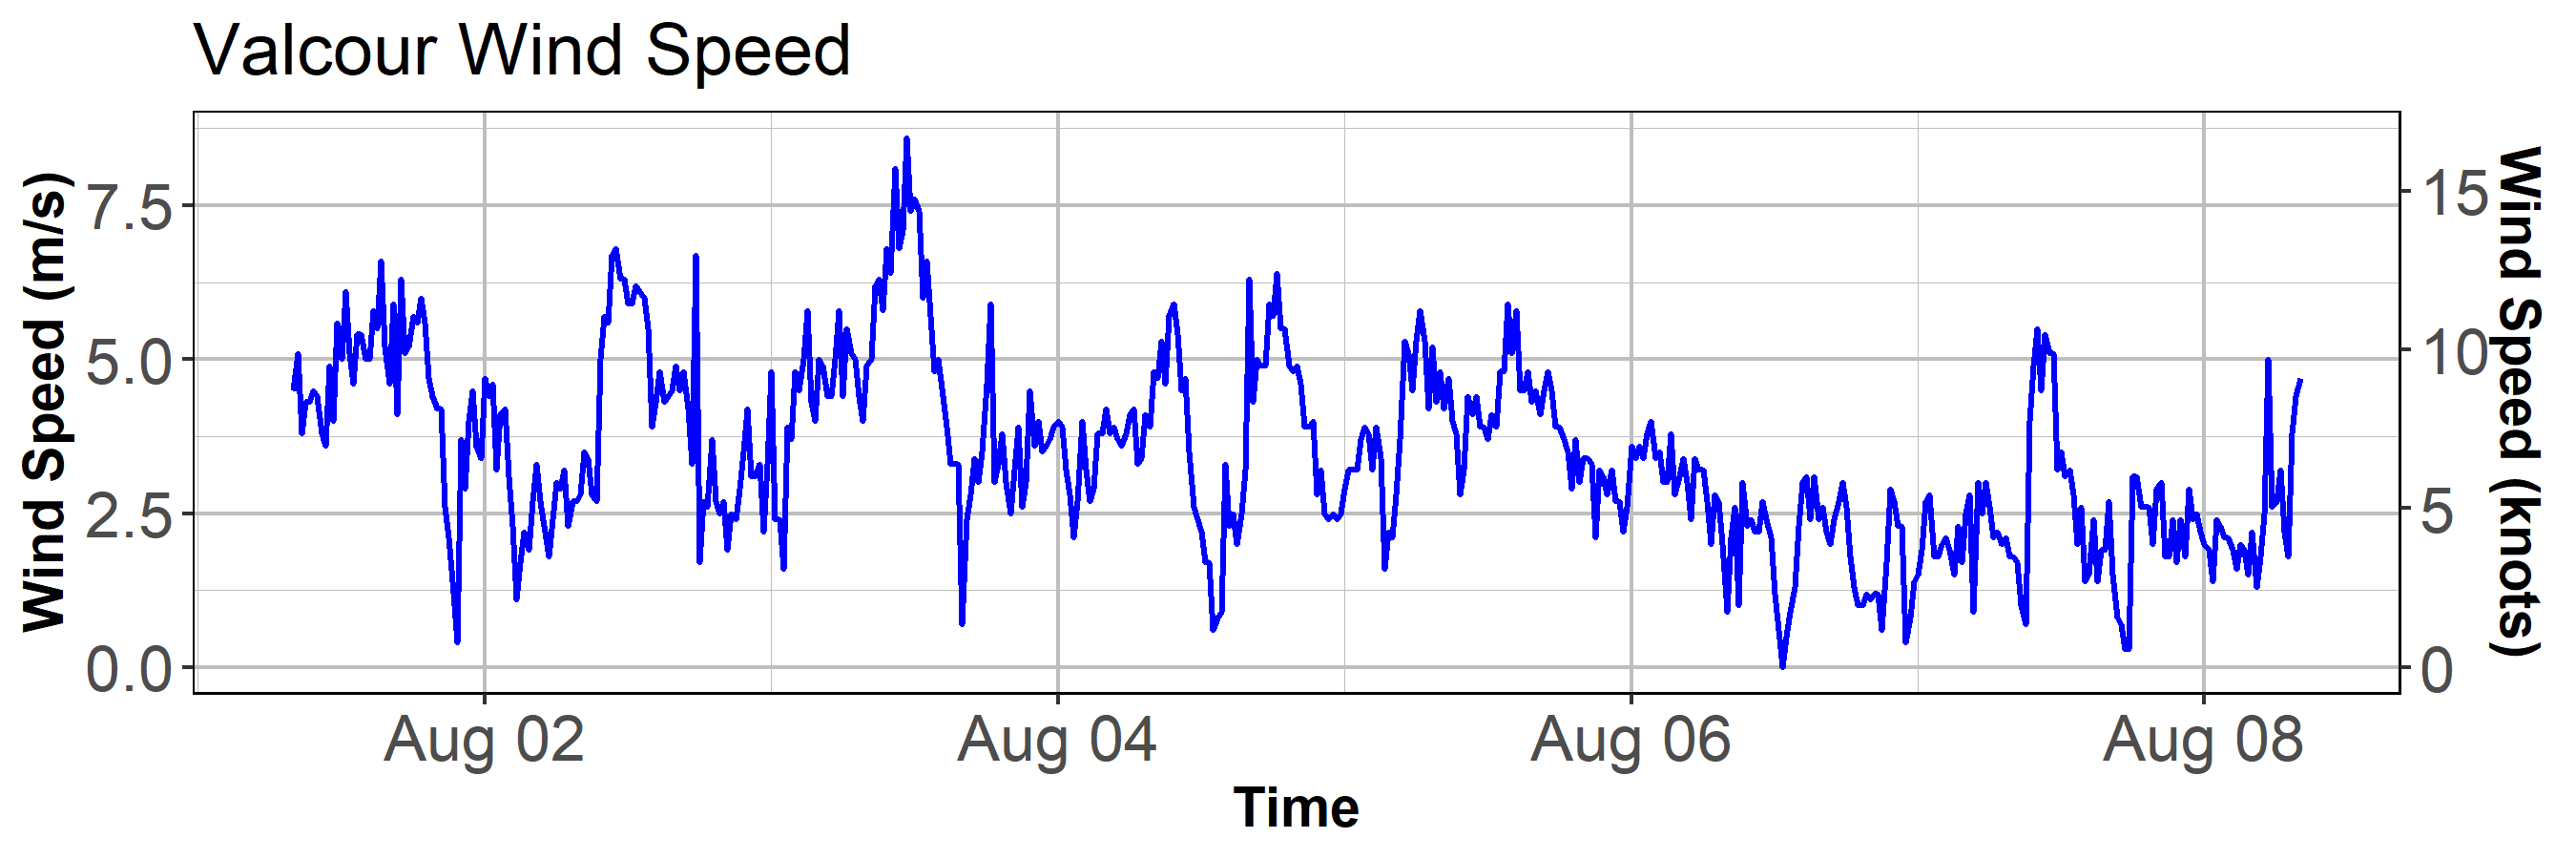 Valcour Wind Speed
Wind Speed (m/s)
7.5
5.0
2.5
0.0
15
10
5
0
Wind Speed (knots)
Aug 02 Aug 04 Aug 06 Aug 08
Time